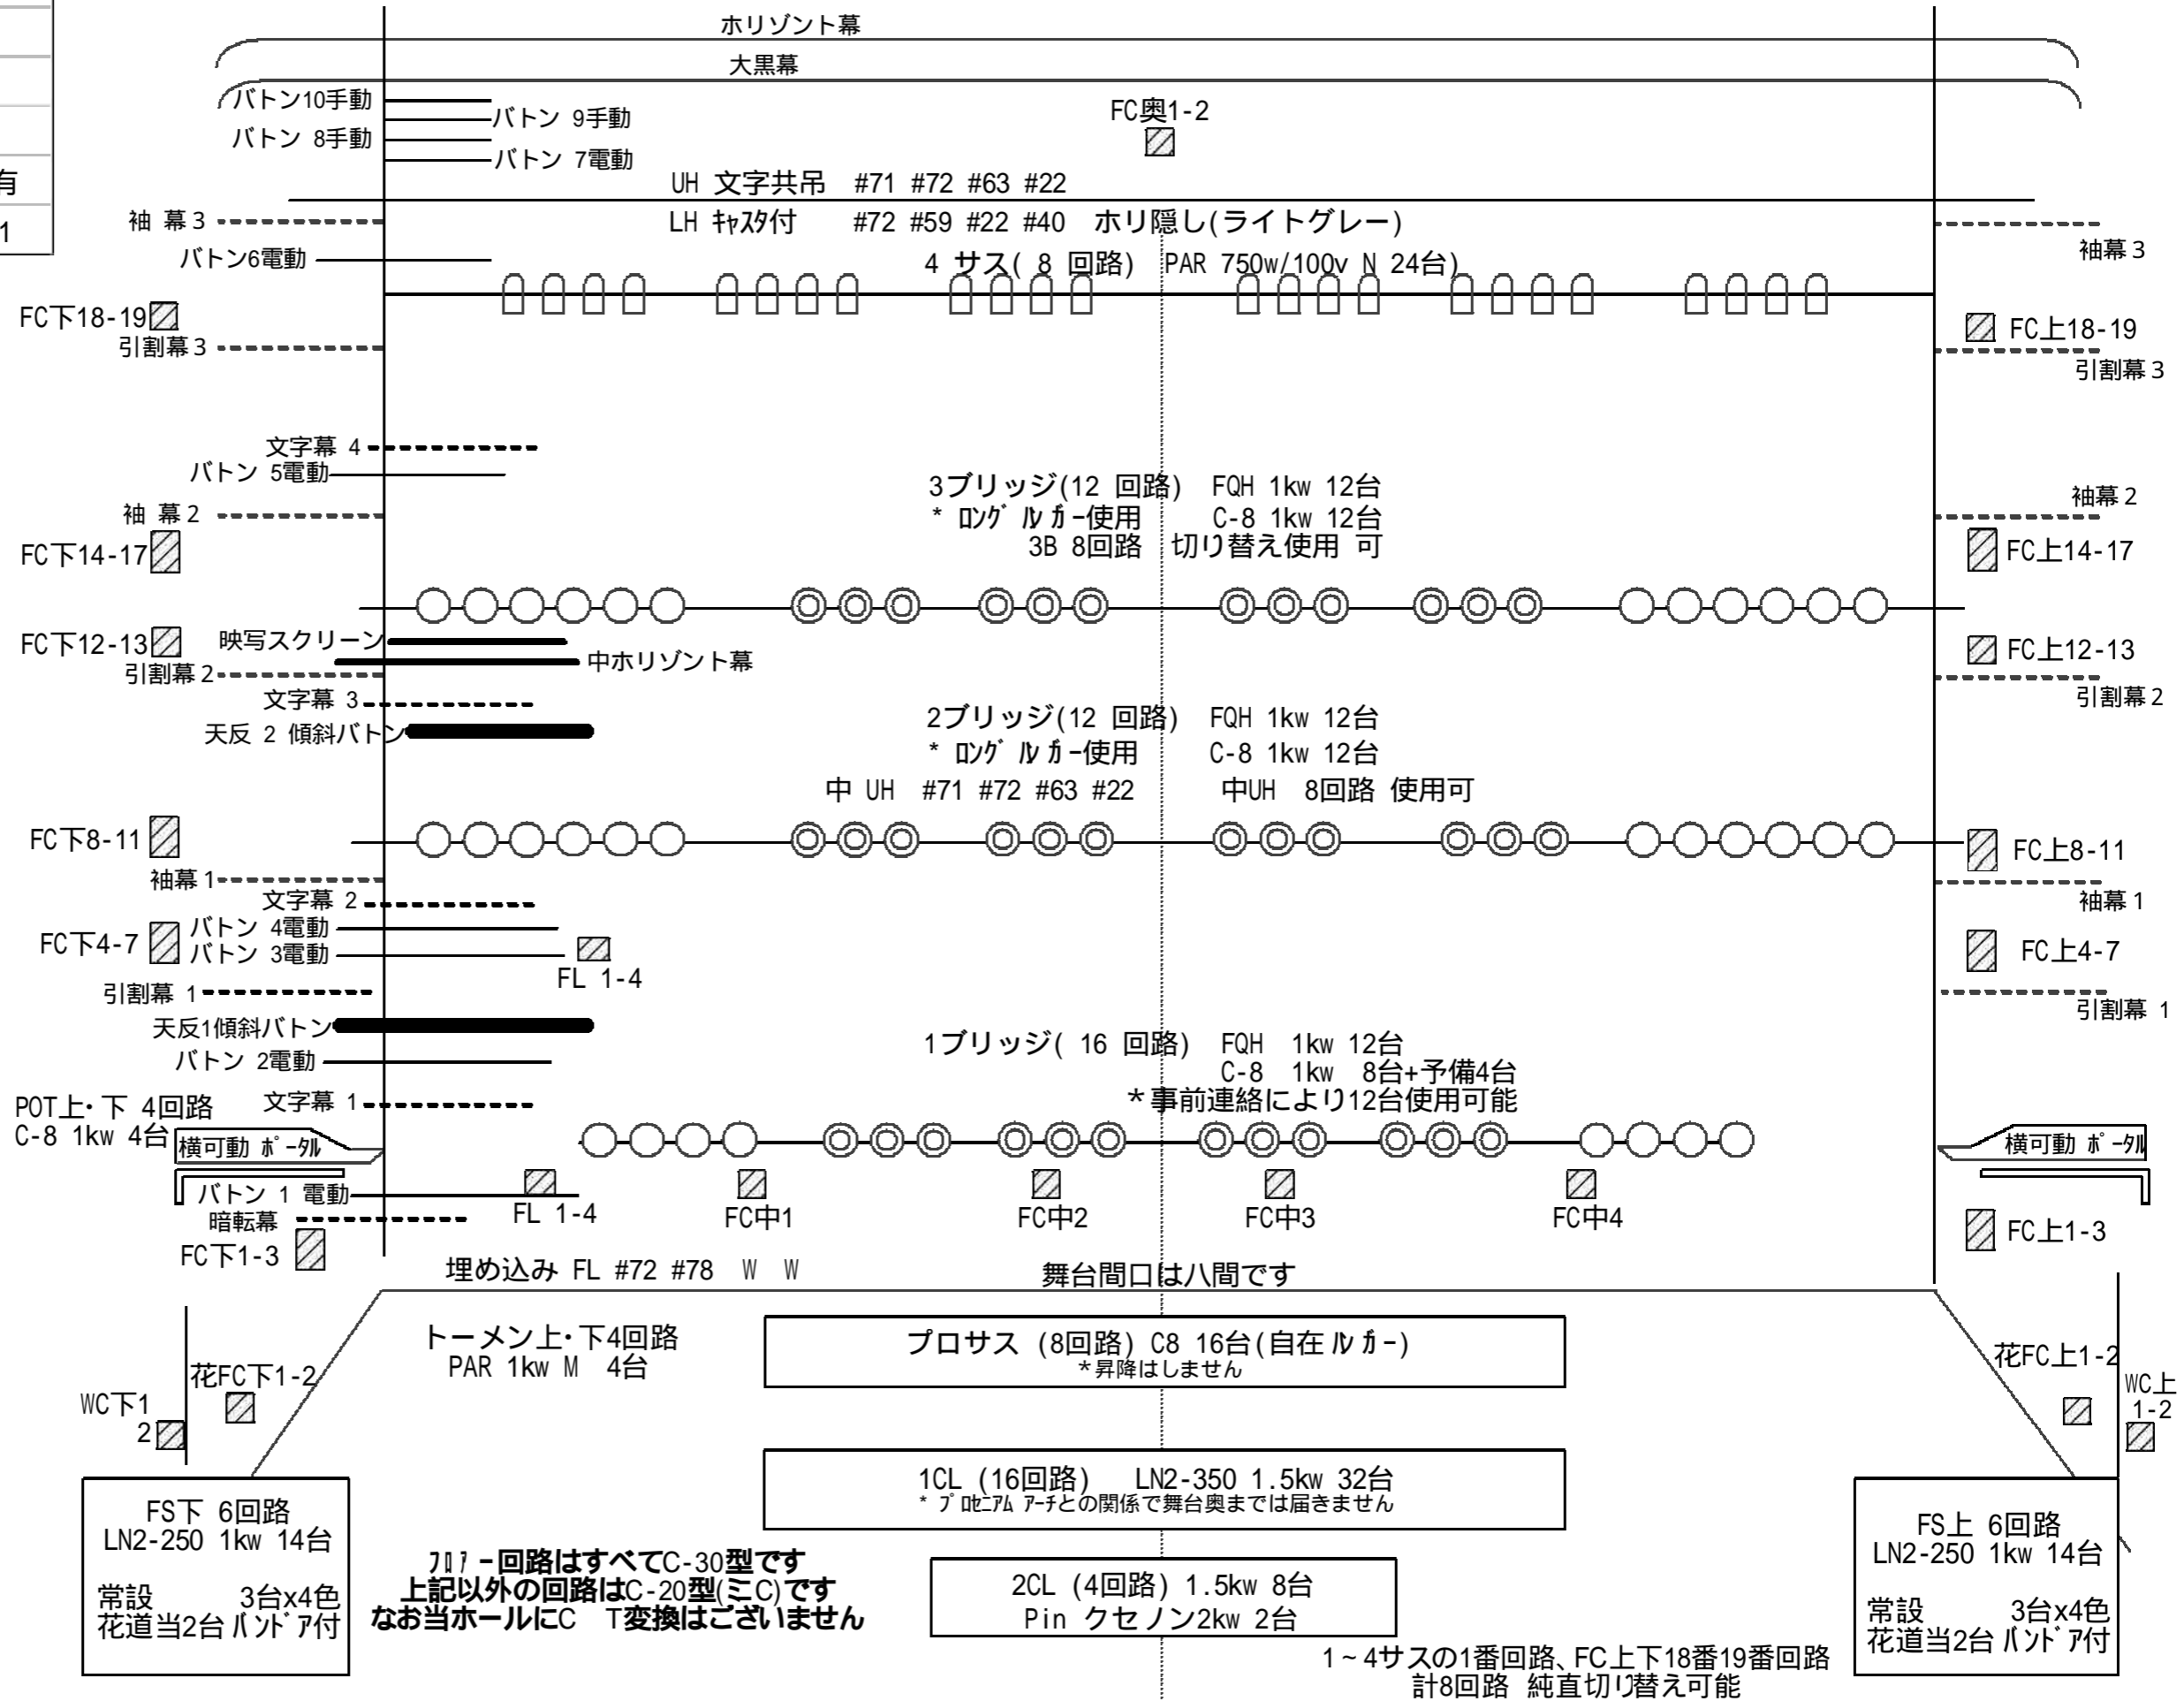 ホリゾント幕
大黒幕
バトン10手動
バトン 9手動
バトン 8手動
バトン 7電動
FC奥1-2
有
1
UH 文字共吊 #71 #72 #63 #22
袖 幕3
LH ｷｬｽﾀ付 #72 #59 #22 #40 ホリ隠し(ライトグレー)
袖幕3
バトン6電動
4 サス( 8 回路) PAR 750w/100v N 24台)
FC下18-19
FC上18-19
引割幕3
引割幕3
文字幕 4
バトン 5電動
3ブリッジ(12 回路) FQH 1kw 12台
袖 幕2
* ﾛﾝｸﾞﾙｶﾞｰ使用 C-8 1kw 12台
袖幕2
3B 8回路 切り替え使用 可
FC下14-17
FC上14-17
FC下12-13
映写スクリーン
FC上12-13
中ホリゾント幕
引割幕2
引割幕2
文字幕 3
天反 2 傾斜バトン
2ブリッジ(12 回路) FQH 1kw 12台
* ﾛﾝｸﾞﾙｶﾞｰ使用 C-8 1kw 12台
中 UH #71 #72 #63 #22 中UH 8回路 使用可
FC下8-11
FC上8-11
袖幕1
袖幕1
文字幕 2
バトン 4電動
FC下4-7
バトン 3電動
FC上4-7
FL 1-4
引割幕 1
引割幕 1
天反1傾斜バトン
バトン 2電動
1ブリッジ( 16 回路) FQH 1kw 12台
C-8 1kw 8台+予備4台
*事前連絡により12台使用可能
POT上・下 4回路
C-8 1kw 4台
文字幕 1
横可動 ﾎﾟｰﾀﾙ
横可動 ﾎﾟｰﾀﾙ
バトン 1 電動
暗転幕
FL 1-4
FC中1
FC中2
FC中3
FC中4
FC下1-3
FC上1-3
埋め込み FL #72 #78 W W
舞台間口は八間です
トーメン上・下4回路
PAR 1kw M 4台
プロサス (8回路) C8 16台(自在ﾙｶﾞｰ)
*昇降はしません
花FC下1-2
花FC上1-2
WC下1
2
WC上
1-2
1CL (16回路) LN2-350 1.5kw 32台
* ﾌﾟﾛｾﾆｱﾑ ｱｰﾁとの関係で舞台奥までは届きません
FS下 6回路
LN2-250 1kw 14台
常設 3台x4色
花道当2台 ﾊﾞﾝﾄﾞｱ付
ﾌﾛｱｰ回路はすべてC-30型です
上記以外の回路はC-20型(ミC)です
なお当ホールにC T変換はございません
2CL (4回路) 1.5kw 8台
Pin クセノン2kw 2台
FS上 6回路
LN2-250 1kw 14台
常設 3台x4色
花道当2台 ﾊﾞﾝﾄﾞｱ付
1~4サスの1番回路､FC上下18番19番回路
計8回路 純直切り替え可能